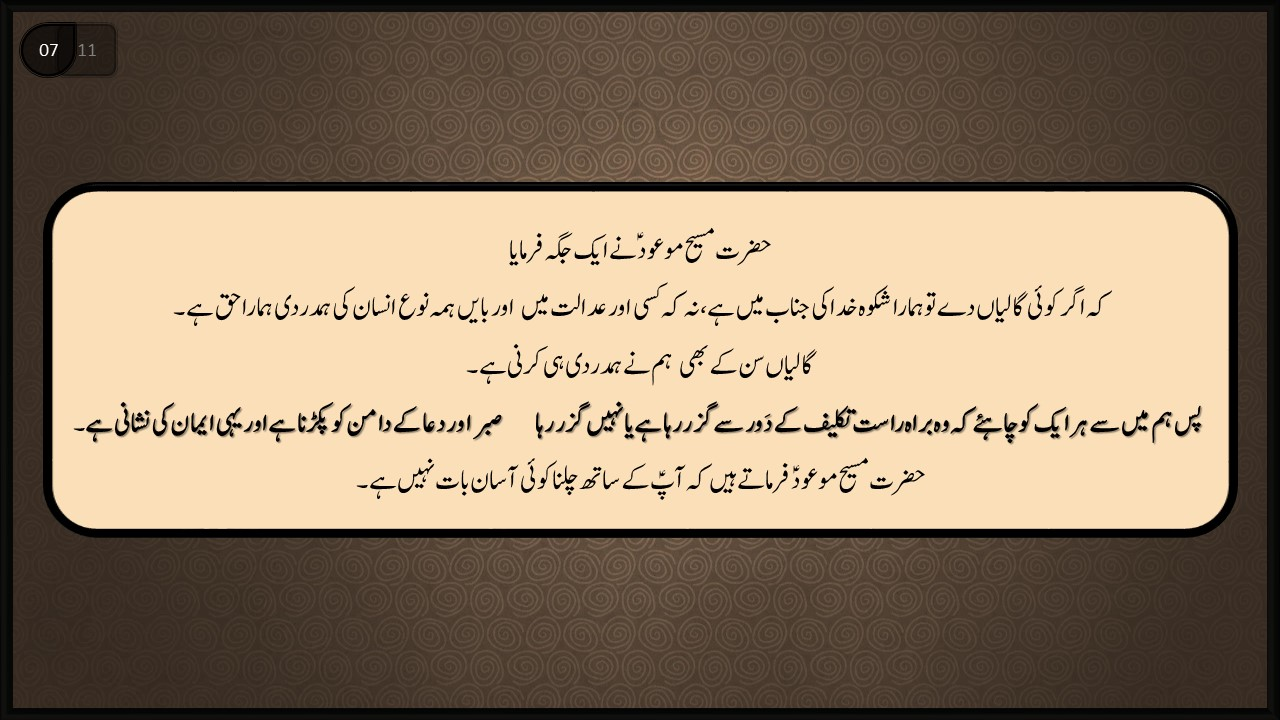 07 11
حضرت مسیح موعودؑ نے ایک جگہ فرمایا
کہ اگر کوئی گالیاں دے تو ہمارا شکوہ خدا کی جناب میں ہے، نہ کہ کسی اور عدالت میں اور بایں ہمہ نوع انسان کی ہمدردی ہمارا حق ہے۔
گالیاں سن کے بھی ہم نے ہمدردی ہی کرنی ہے۔
پس ہم میں سے ہر ایک کو چاہئے کہ وہ براہ راست تکلیف کے دَور سے گزر رہا ہے یا نہیں گزر رہا صبر اور دعا کے دامن کو پکڑنا ہے اور یہی ایمان کی نشانی ہے۔
حضرت مسیح موعودؑ فرماتے ہیں کہ آپؑ کے ساتھ چلنا کوئی آسان بات نہیں ہے۔